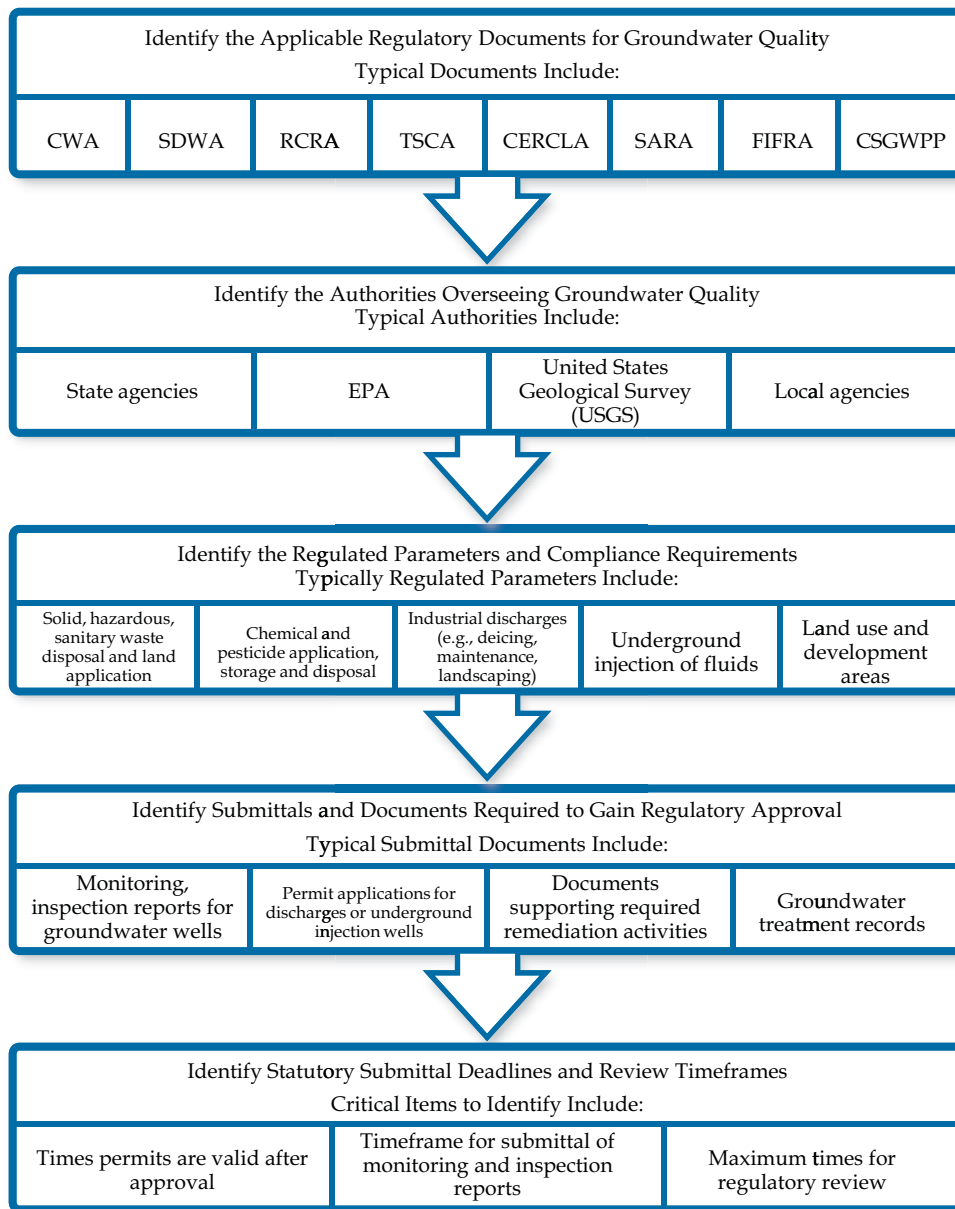 Identify the Applicable Regulatory Documents for Groundwater Quality
Typical Documents Include:
CWA
SDWA
RCRA
TSCA
CERCLA
SARA
FIFRA
CSGWPP
Identify the Authorities Overseeing Groundwater Quality
Typical Authorities Include:
State agencies
EPA
United States
Geological Survey
(USGS)
Local agencies
Identify the Regulated Parameters and Compliance Requirements
Typically Regulated Parameters Include:
Solid, hazardous,
sanitary waste
disposal and land
application
Chemical and
pesticide application,
storage and disposal
Industrial discharges
(e.g., deicing,
maintenance,
landscaping)
Underground
injection of fluids
Land use and
development
areas
Identify Submittals and Documents Required to Gain Regulatory Approval
Typical Submittal Documents Include:
Monitoring,
inspection reports for
groundwater wells
Permit applications for
discharges or underground
injection wells
Documents
supporting required
remediation activities
Groundwater
treatment records
Identify Statutory Submittal Deadlines and Review Timeframes
Critical Items to Identify Include:
Times permits are valid after
approval
Timeframe for submittal of
monitoring and inspection
reports
Maximum times for
regulatory review